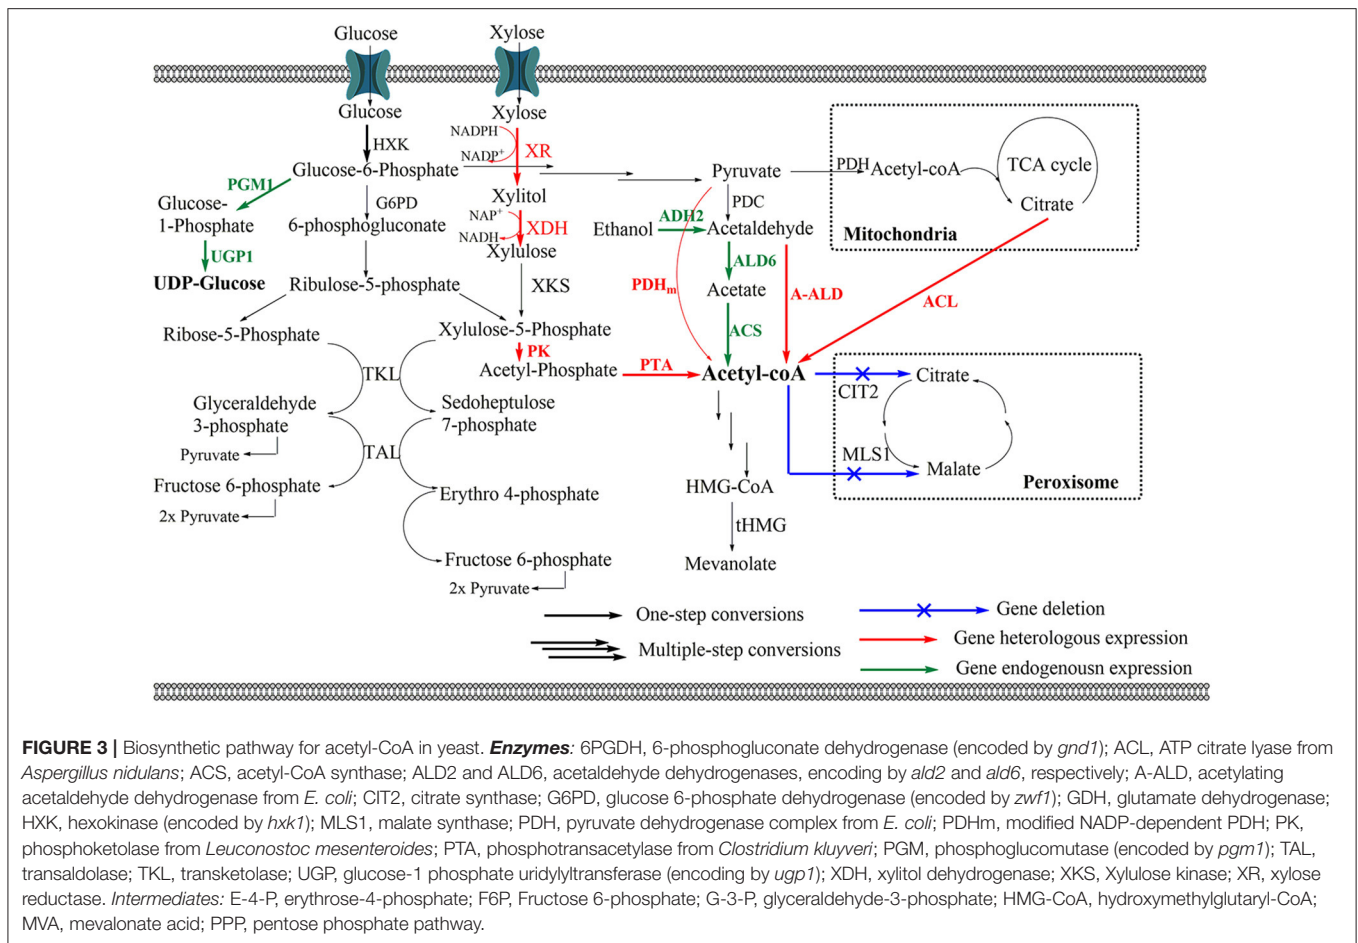 Glucose
Xylose
Glucose
Xylose
HXK
NADPH
NADP+
XR
Glucose-6-Phosphate
PGM1
Glucose-
1-Phosphate
G6PD
6-phosphogluconate
UGP1
UDP-Glucose
Xylitol
NAP+
NADH
XDH
Xylulose
XKS
Ribulose-5-phosphate
Ribose-5-Phosphate
Xylulose-5-Phosphate
PK
Acetyl-Phosphate
PTA
TKL
Glyceraldehyde
3-phosphate
Sedoheptulose
7-phosphate
Pyruvate
TAL
Fructose 6-phosphate
2x Pyruvate
Erythro 4-phosphate
Fructose 6-phosphate
2x Pyruvate
Pyruvate
PDH
Acetyl-coA
TCA cycle
Citrate
Mitochondria
PDC
Ethanol
ADH2
Acetaldehyde
ALD6
PDHm
Acetate
A-ALD
ACL
ACS
Acetyl-coA
CIT2
Citrate
MLS1
Malate
Peroxisome
HMG-CoA
tHMG
Mevalonate
One-step conversions
Multiple-step conversions
Gene deletion
Gene heterologous expression
Gene endogenousn expression
FIGURE 3 | Biosynthetic pathway for acetyl-CoA in yeast. Enzymes: 6PGDH, 6-phosphogluconate dehydrogenase (encoded by gnd1); ACL, ATP citrate lyase from
Aspergillus nidulans; ACS, acetyl-CoA synthase; ALD2 and ALD6, acetaldehyde dehydrogenases, encoding by ald2 and ald6, respectively; A-ALD, acetylating
acetaldehyde dehydrogenase from E. coli; CIT2, citrate synthase; G6PD, glucose 6-phosphate dehydrogenase (encoded by zwf1); GDH, glutamate dehydrogenase;
HXK, hexokinase (encoded by hxk1); MLS1, malate synthase; PDH, pyruvate dehydrogenase complex from E. coli; PDHm, modified NADP-dependent PDH; PK,
phosphoketolase from Leuconostoc mesenteroides; PTA, phosphotransacetylase from Clostridium kluyveri; PGM, phosphoglucomutase (encoded by pgm1); TAL,
transaldolase; TKL, transketolase; UGP, glucose-1 phosphate uridylyltransferase (encoding by ugp1); XDH, xylitol dehydrogenase; XKS, Xylulose kinase; XR, xylose
reductase. Intermediates: E-4-P, erythrose-4-phosphate; F6P, Fructose 6-phosphate; G-3-P, glyceraldehyde-3-phosphate; HMG-CoA, hydroxymethylglutaryl-CoA;
MVA, mevalonate acid; PPP, pentose phosphate pathway.